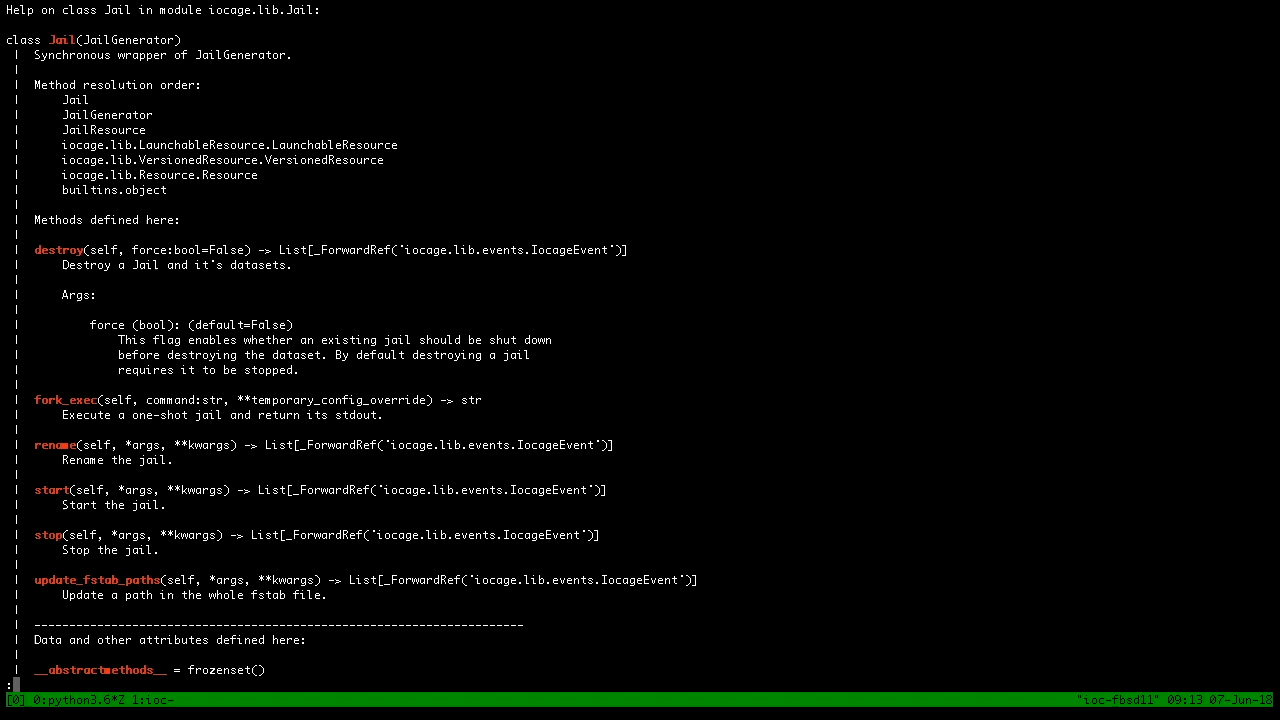 Help on class Jail in module iocage.lib.Jail:

class Jail(JailGenerator)
 |  Synchronous wrapper of JailGenerator.
 |
 |  Method resolution order:
 |      Jail
 |      JailGenerator
 |      JailResource
 |      iocage.lib.LaunchableResource.LaunchableResource
 |      iocage.lib.VersionedResource.VersionedResource
 |      iocage.lib.Resource.Resource
 |      builtins.object
 |
 |  Methods defined here:
 |
 |  destroy(self, force:bool=False) -> List[_ForwardRef('iocage.lib.events.IocageEvent')]
 |      Destroy a Jail and it's datasets.
 |
 |      Args:
 |
 |          force (bool): (default=False)
 |              This flag enables whether an existing jail should be shut down
 |              before destroying the dataset. By default destroying a jail
 |              requires it to be stopped.
 |
 |  fork_exec(self, command:str, **temporary_config_override) -> str
 |      Execute a one-shot jail and return its stdout.
 |
 |  rename(self, *args, **kwargs) -> List[_ForwardRef('iocage.lib.events.IocageEvent')]
 |      Rename the jail.
 |
 |  start(self, *args, **kwargs) -> List[_ForwardRef('iocage.lib.events.IocageEvent')]
 |      Start the jail.
 |
 |  stop(self, *args, **kwargs) -> List[_ForwardRef('iocage.lib.events.IocageEvent')]
 |      Stop the jail.
 |
 |  update_fstab_paths(self, *args, **kwargs) -> List[_ForwardRef('iocage.lib.events.IocageEvent')]
 |      Update a path in the whole fstab file.
 |
 |  ----------------------------------------------------------------------
 |  Data and other attributes defined here:
 |
 |  __abstractmethods__ = frozenset()
:
[0] 0:python3.6*Z 1:ioc- "ioc-fbsd11" 09:13 07-Jun-18